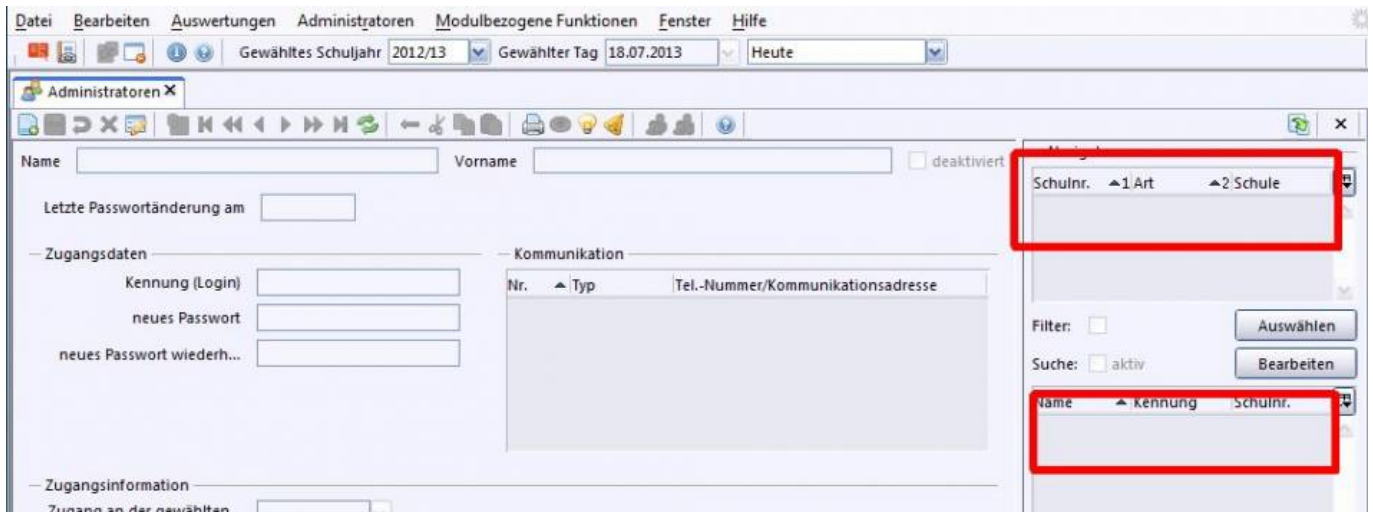 Datei Bearbeiten Auswertungen Administratoren Modulbezogene Funktionen Fenster Hilfe
Gewähltes Schuljahr 2012/13 Gewählter Tag 18.07.2013 Heute
Administratoren X
Name Vorname deaktiviert
Letzte Passwortänderung am
Zugangsdaten
Kennung (Login)
neues Passwort
neues Passwort wiederh...
Kommunikation
Nr. Typ Tel.-Nummer/Kommunikationsadresse
Zugangsinformation
Zugang an der gewählten
Schulnr. 1 Art 2 Schule
Filter: Auswählen
Suche: aktiv Bearbeiten
Name Kennung Schulnr.